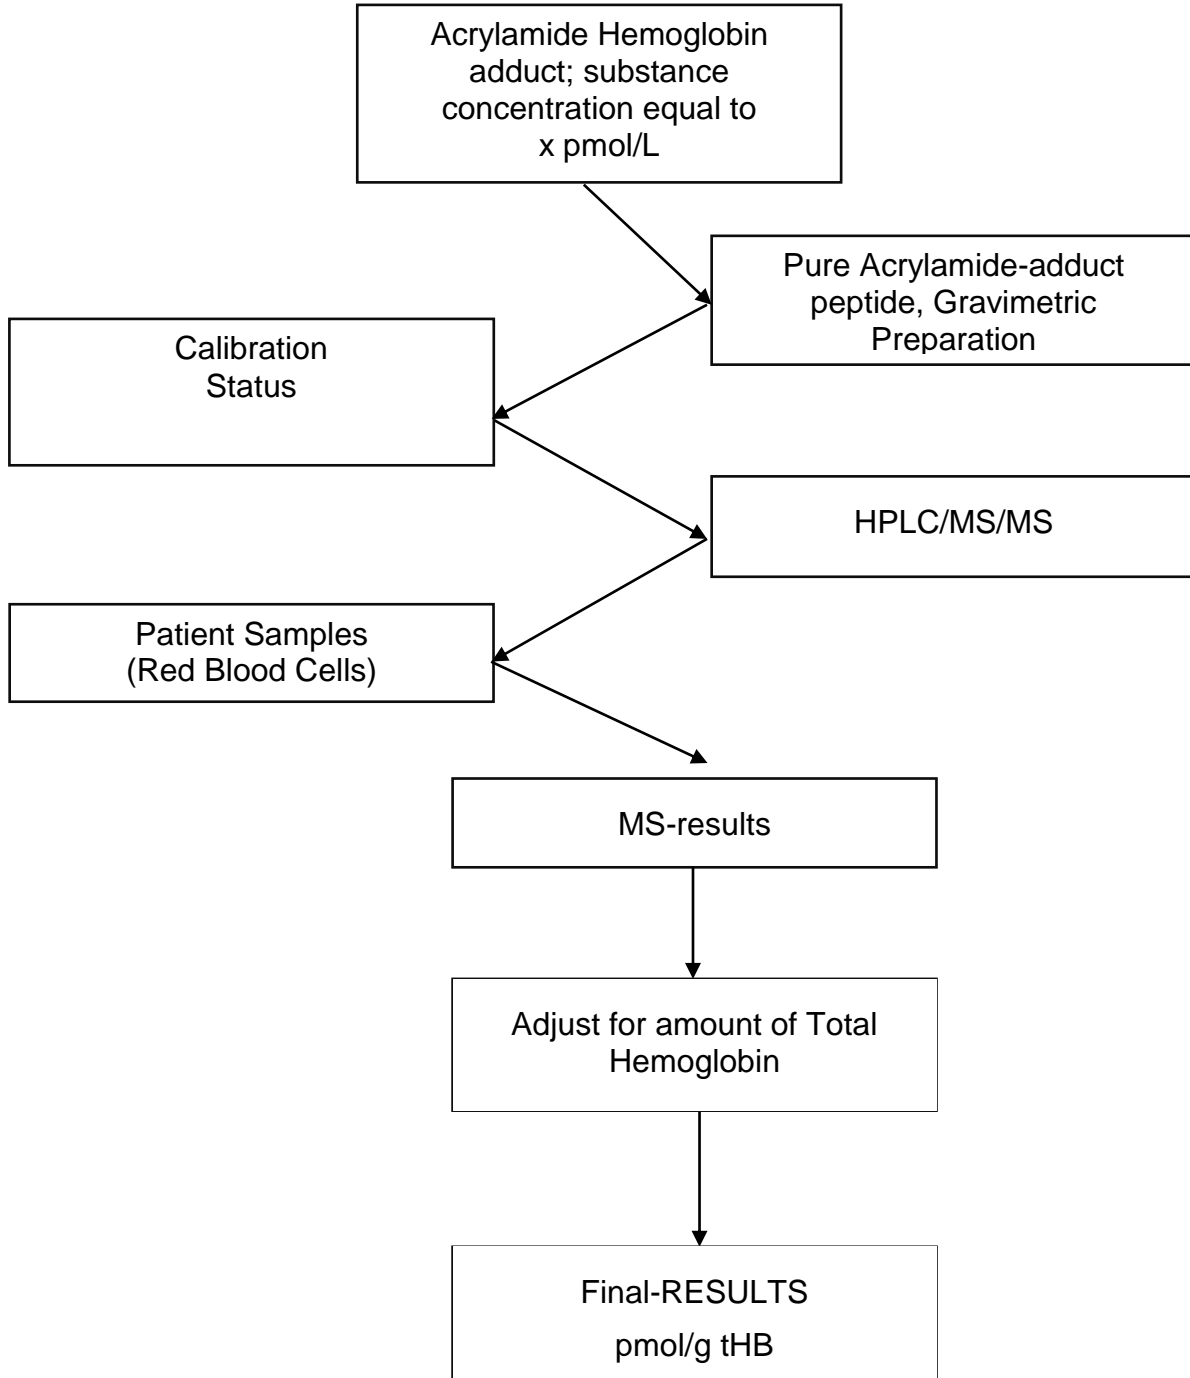 Acrylamide Hemoglobin
adduct; substance
concentration equal to
x pmol/L
Pure Acrylamide-adduct
peptide, Gravimetric
Preparation
Calibration
Status
HPLC/MS/MS
Patient Samples
(Red Blood Cells)
MS-results
Adjust for amount of Total
Hemoglobin
Final-RESULTS
pmol/g tHB